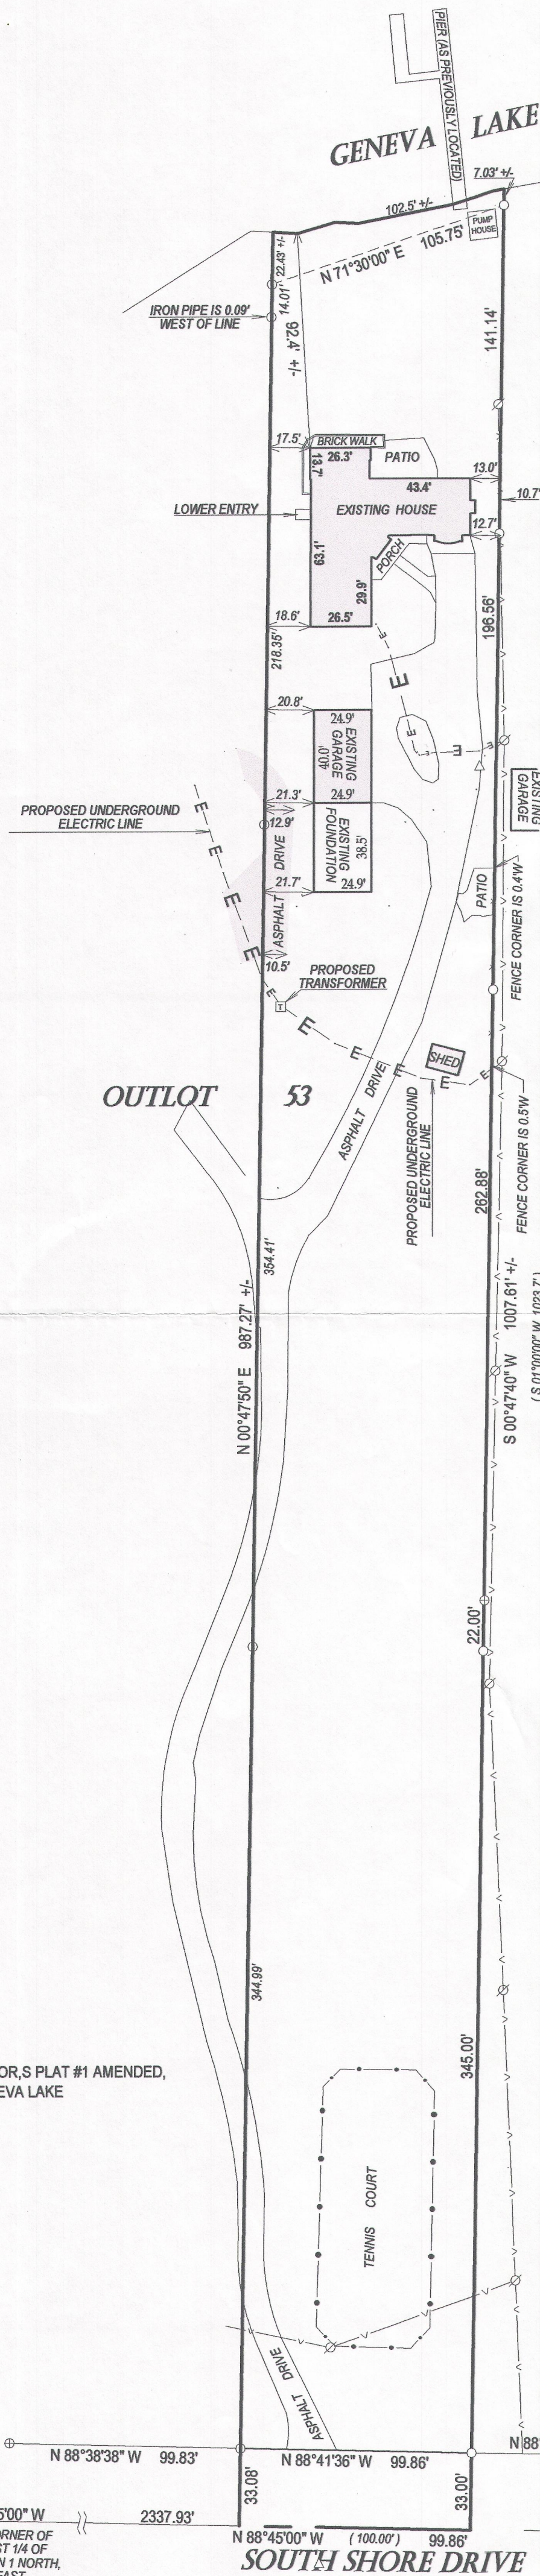 PIER (AS PREVIOUSLY LOCATED)
GENEVA LAKE
7.03' +/-
102.5' +/-
PUMP
HOUSE
N 71°30'00" E 105.75'
22.43' +/-
14.01'
IRON PIPE IS 0.09'
WEST OF LINE
92.4' +/-
141.14'
17.5'
BRICK WALK
26.3'
13.7'
PATIO
43.4'
13.0'
10.7'
LOWER ENTRY
EXISTING HOUSE
12.7'
PORCH
63.1'
29.9'
18.6'
26.5'
196.56'
218.35'
E
E
20.8'
24.9'
EXISTING
GARAGE
40.0'
E
E
E
EXISTING
GARAGE
21.3'
24.9'
PROPOSED UNDERGROUND
ELECTRIC LINE
12.9'
ASPHALT DRIVE
EXISTING
FOUNDATION
38.5'
21.7'
24.9'
PATIO
FENCE CORNER IS 0.4'W
10.5'
PROPOSED
TRANSFORMER
T
E
E
E
SHED
E
E
OUTLOT 53
ASPHALT DRIVE
PROPOSED UNDERGROUND
ELECTRIC LINE
FENCE CORNER IS 0.5'W
262.88'
354.41'
N 00°47'50" E 987.27' +/-
S 00°47'40" W 1007.61' +/-
( S 01°00'00" W 1023.7')
22.00'
344.99'
345.00'
OR,S PLAT #1 AMENDED,
EVA LAKE
TENNIS COURT
ASPHALT DRIVE
ASPHALT DRIVE
N 88°38'38" W 99.83'
N 88°41'36" W 99.86'
N 88
33.08'
33.00'
5'00" W 2337.93'
N 88°45'00" W (100.00') 99.86'
ORNER OF
ST 1/4 OF
N 1 NORTH,
EAST
SOUTH SHORE DRIVE